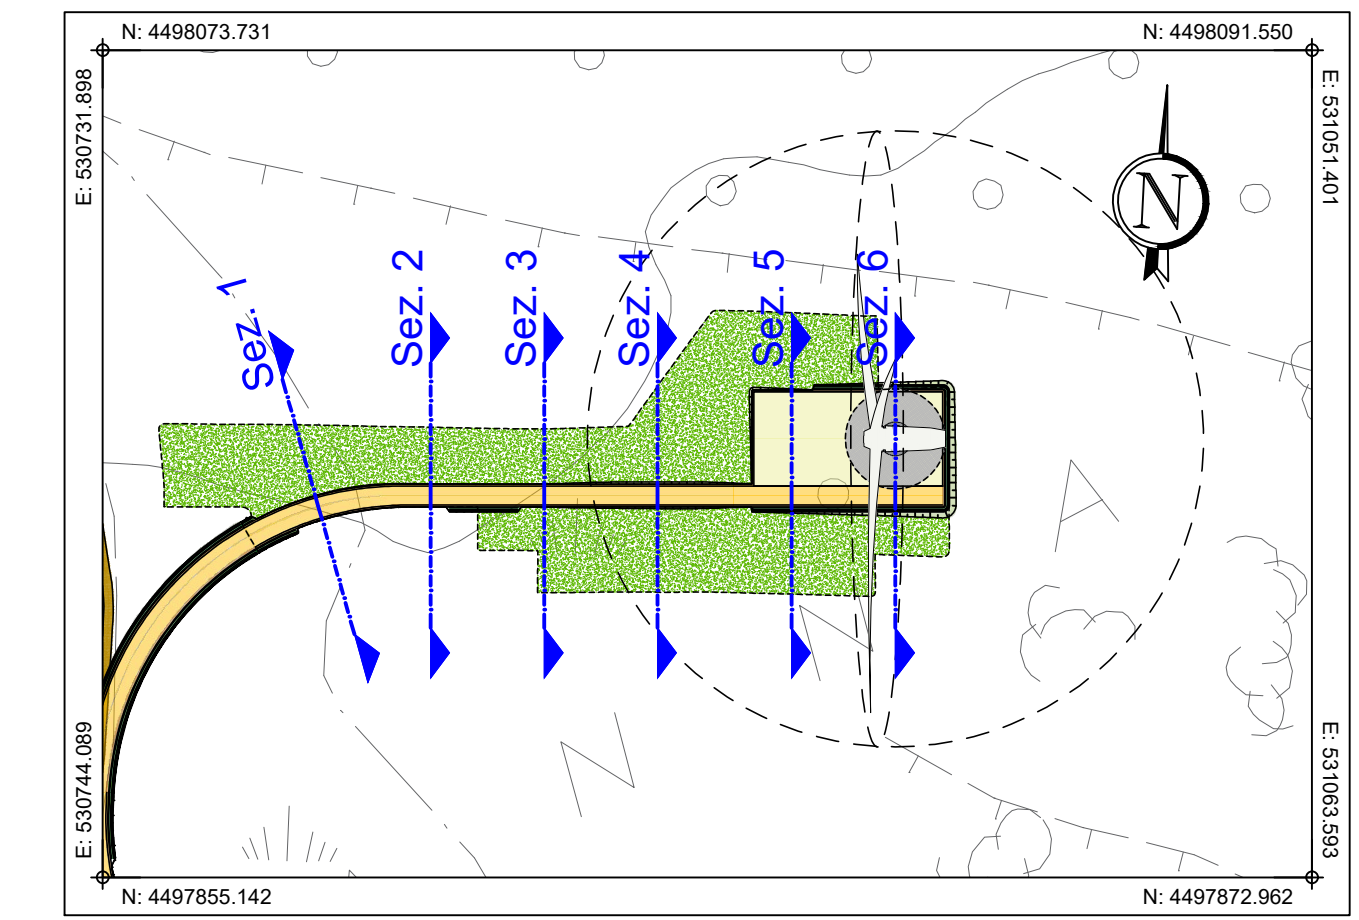 N: 4498073.731
N: 4498091.550
E: 530731.898
E: 531051.401
N
Sez. 1
Sez. 2
Sez. 3
Sez. 4
Sez. 5
Sez. 6
A
N
N
E: 530744.089
E: 531063.593
N: 4497855.142
N: 4497872.962